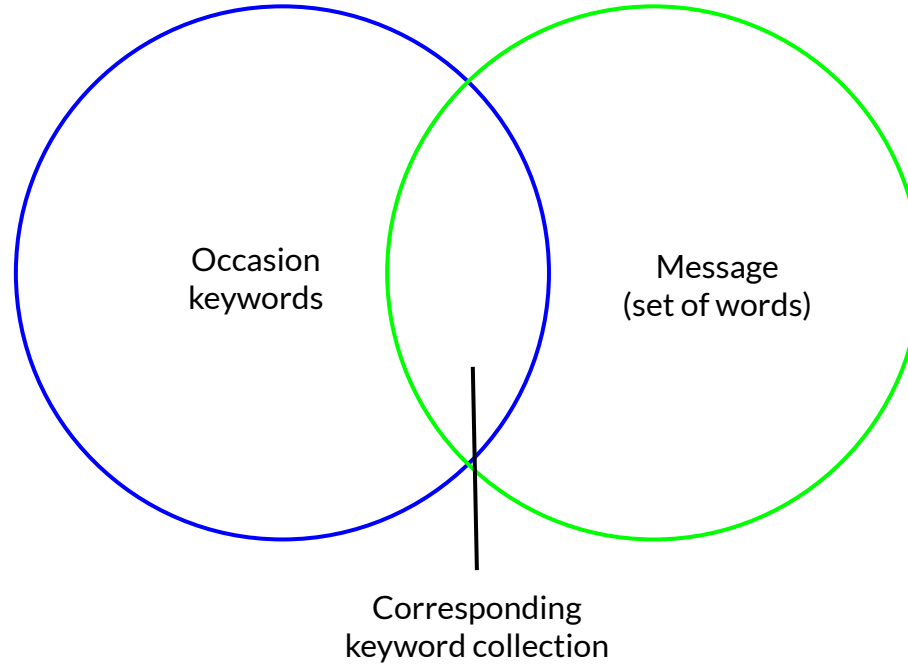 Occasion
keywords
Message
(set of words)
Corresponding
keyword collection